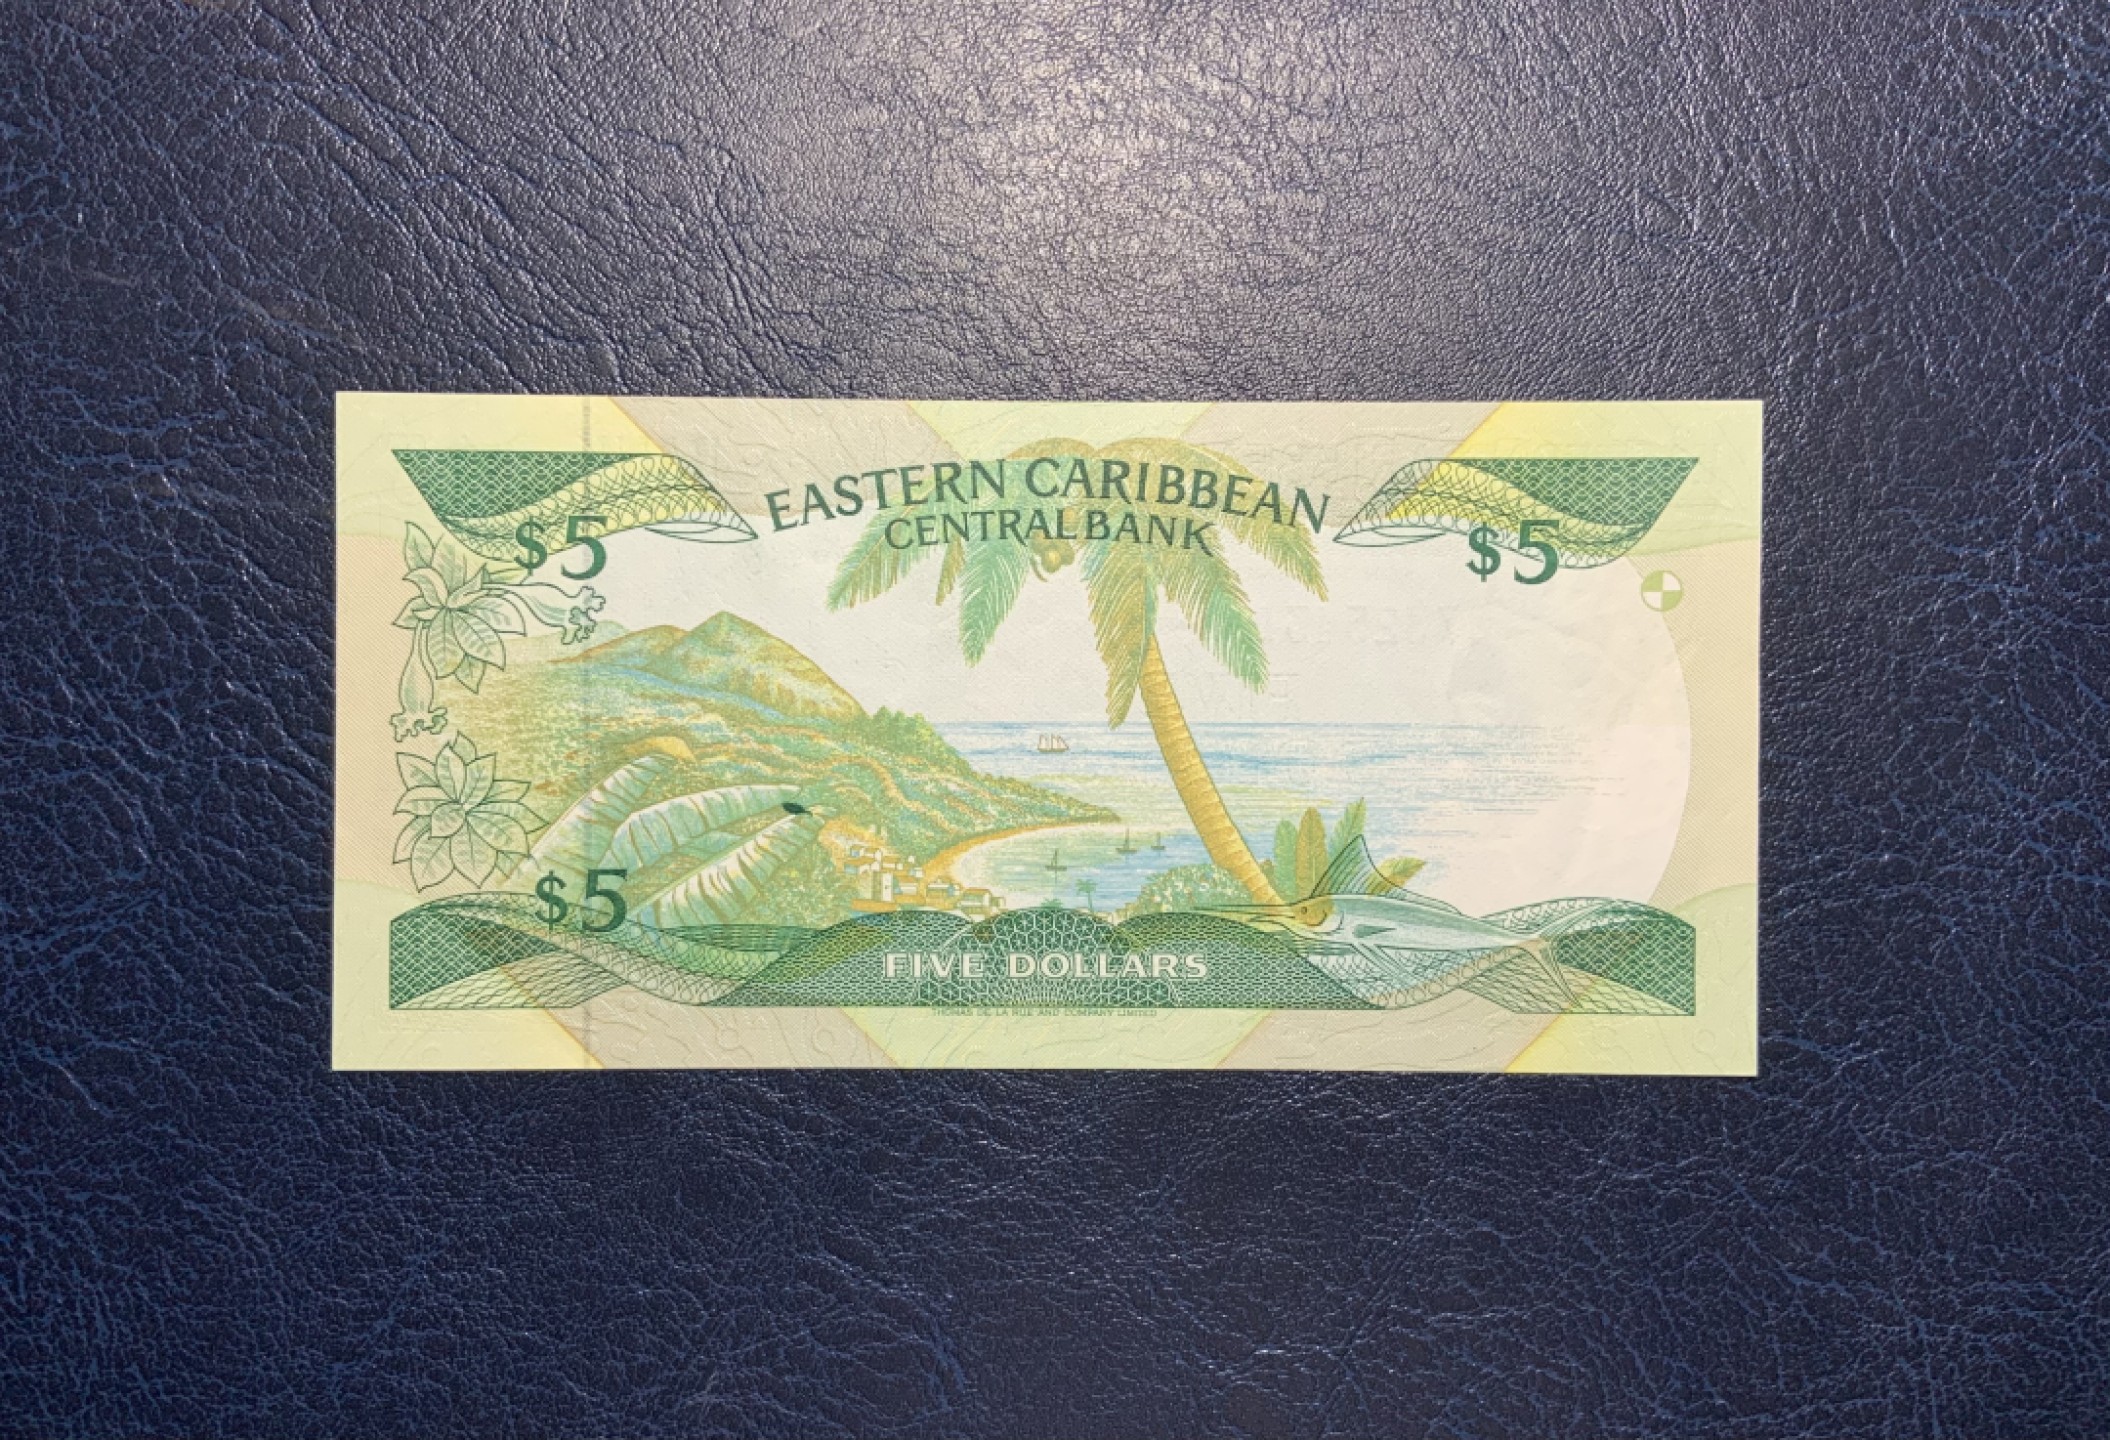 EASTERN CARIBBEAN
CENTRAL BANK
$5
$5
$5
FIVE DOLLARS
THOMAS DE LA RUE AND COMPANY LIMITED